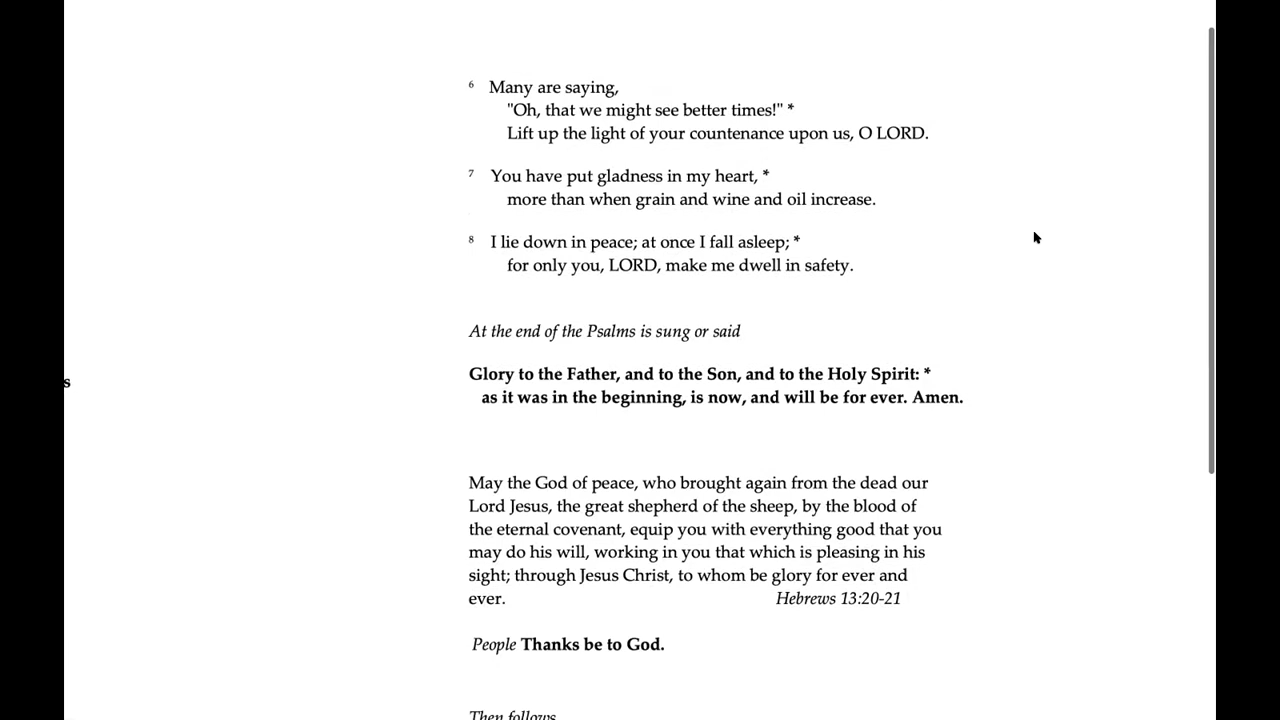 6 Many are saying,
"Oh, that we might see better times!" *
Lift up the light of your countenance upon us, O LORD.
7 You have put gladness in my heart, *
more than when grain and wine and oil increase.
8 I lie down in peace; at once I fall asleep; *
for only you, LORD, make me dwell in safety.
At the end of the Psalms is sung or said
s
Glory to the Father, and to the Son, and to the Holy Spirit: *
as it was in the beginning, is now, and will be for ever. Amen.
May the God of peace, who brought again from the dead our
Lord Jesus, the great shepherd of the sheep, by the blood of
the eternal covenant, equip you with everything good that you
may do his will, working in you that which is pleasing in his
sight; through Jesus Christ, to whom be glory for ever and
ever. Hebrews 13:20-21
People Thanks be to God.
Then follows